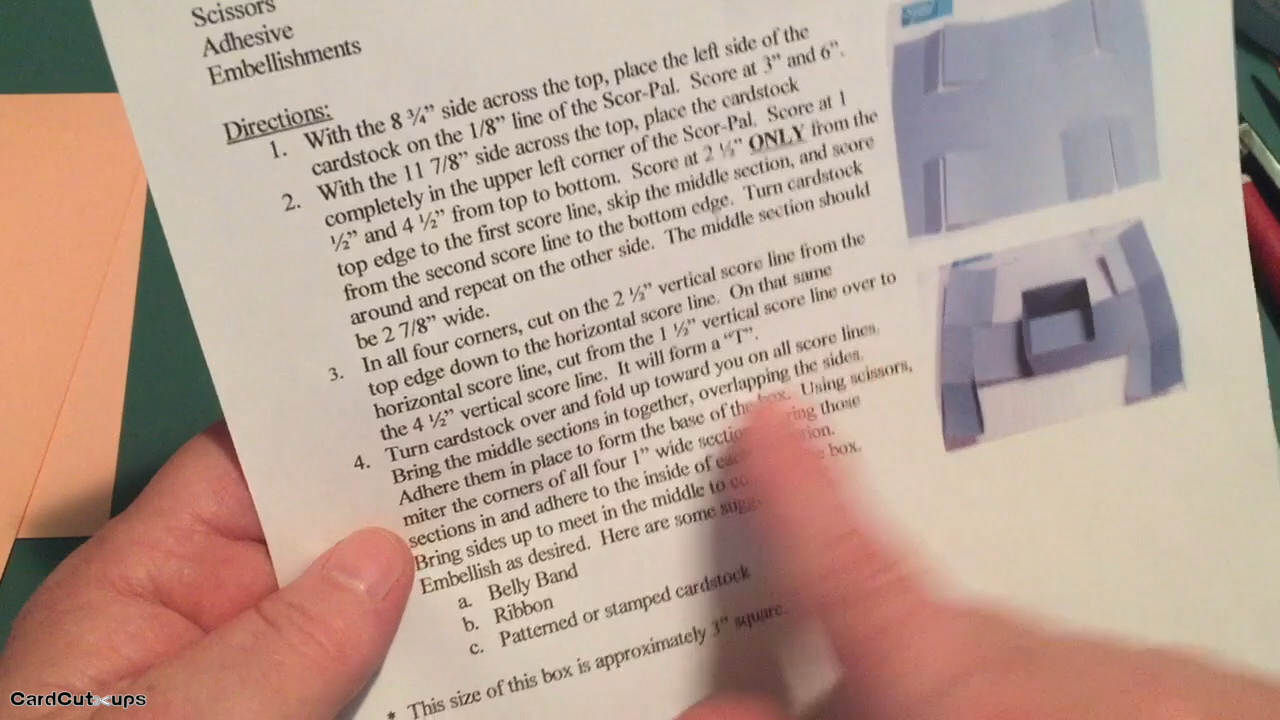 Scissors
Adhesive
Embellishments
Directions:
1. With the 8 ¾” side across the top, place the left side of the
cardstock on the 1/8” line of the Scor-Pal. Score at 3” and 6”.
2. With the 11 7/8” side across the top, place the cardstock
completely in the upper left corner of the Scor-Pal. Score at 1
½” and 4 ½” from top to bottom. Score at 2 ½” ONLY from the
top edge to the first score line, skip the middle section, and score
from the second score line to the bottom edge. Turn cardstock
around and repeat on the other side. The middle section should
be 2 7/8” wide.
3. In all four corners, cut on the 2 ½” vertical score line from the
top edge down to the horizontal score line. On that same
horizontal score line, cut from the 1 ½” vertical score line over to
the 4 ½” vertical score line. It will form a “T”.
4. Turn cardstock over and fold up toward you on all score lines.
Bring the middle sections in together, overlapping the sides.
Adhere them in place to form the base of the box. Using scissors,
miter the corners of all four 1” wide those
sections in and adhere to the inside of
Bring sides up to meet in the middle to box.
Embellish as desired. Here are some
a. Belly Band
b. Ribbon
c. Patterned or stamped cardstock
* This size of this box is approximately 3” square.
CardCut-ups